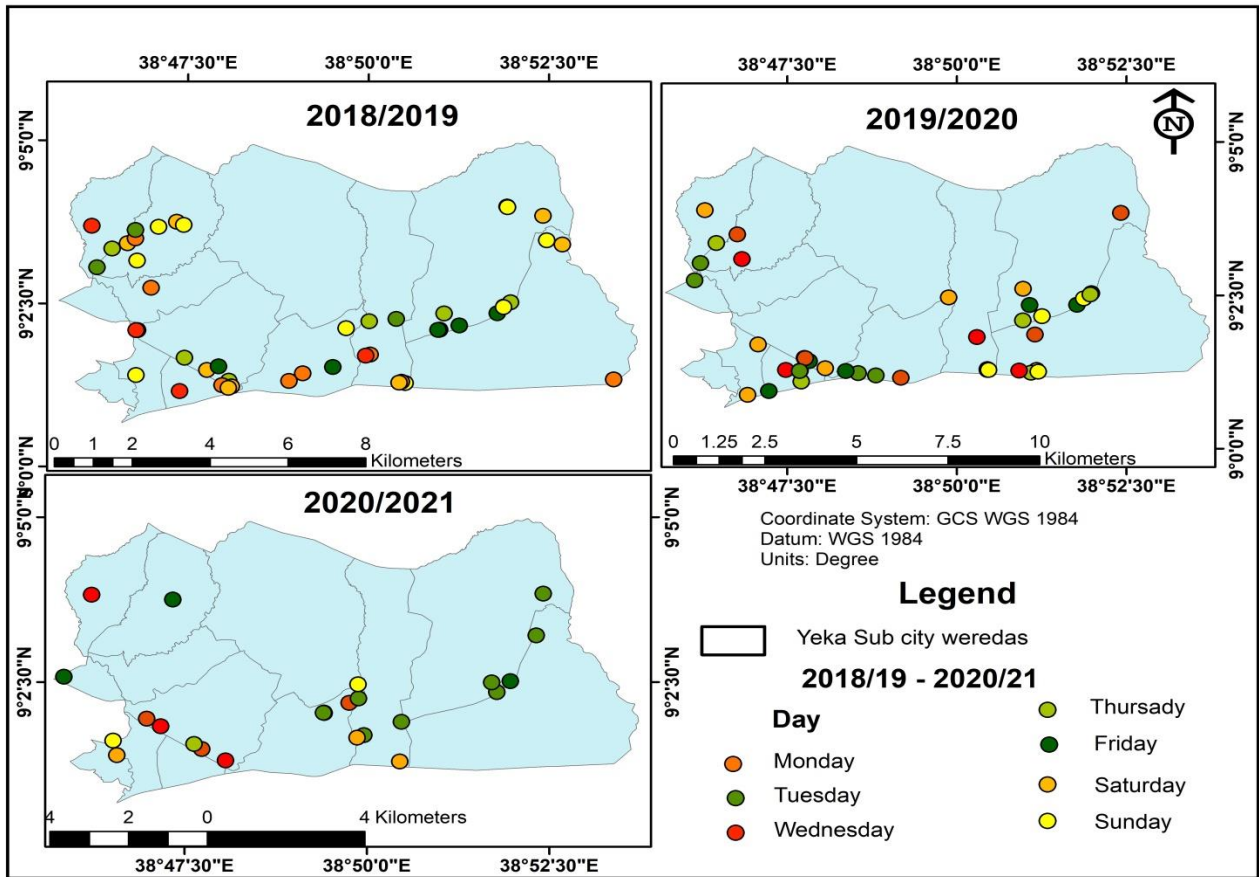 38°47'30"E 38°50'0"E 38°52'30"E
38°47'30"E 38°50'0"E 38°52'30"E
2018/2019
2019/2020
N
9°5'0"N
9°2'30"N
9°0'0"N
9°5'0"N
9°2'30"N
9°0'0"N
0 1 2 4 6 8
Kilometers
0 1.25 2.5 5 7.5 10
Kilometers
38°47'30"E 38°50'0"E 38°52'30"E
2020/2021
9°5'0"N
9°2'30"N
9°5'0"N
9°2'30"N
4 2 0 4 Kilometers
38°47'30"E 38°50'0"E 38°52'30"E
Coordinate System: GCS WGS 1984
Datum: WGS 1984
Units: Degree
Legend
Yeka Sub city weredas
2018/19 - 2020/21
Day
Monday
Tuesday
Wednesday
Thursady
Friday
Saturday
Sunday